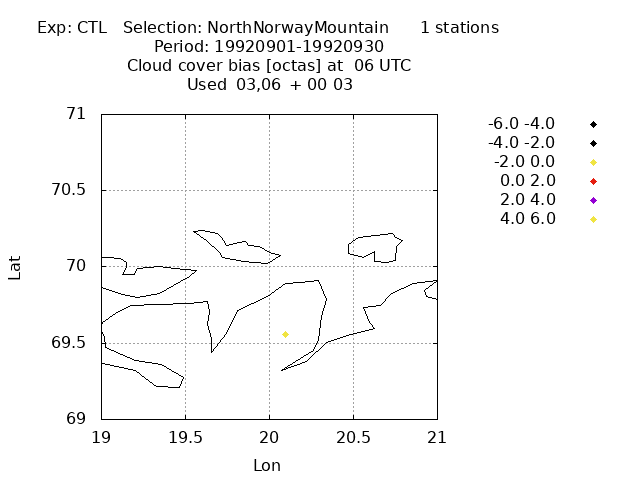 Exp: CTL   Selection: NorthNorwayMountain      1 stations
Period: 19920901-19920930
Cloud cover bias [octas] at  06 UTC
Used  03,06  + 00 03
-6.0 -4.0
-4.0 -2.0
-2.0 0.0
0.0 2.0
2.0 4.0
4.0 6.0
71
70.5
70
69.5
69
Lat
19 19.5 20 20.5 21
Lon